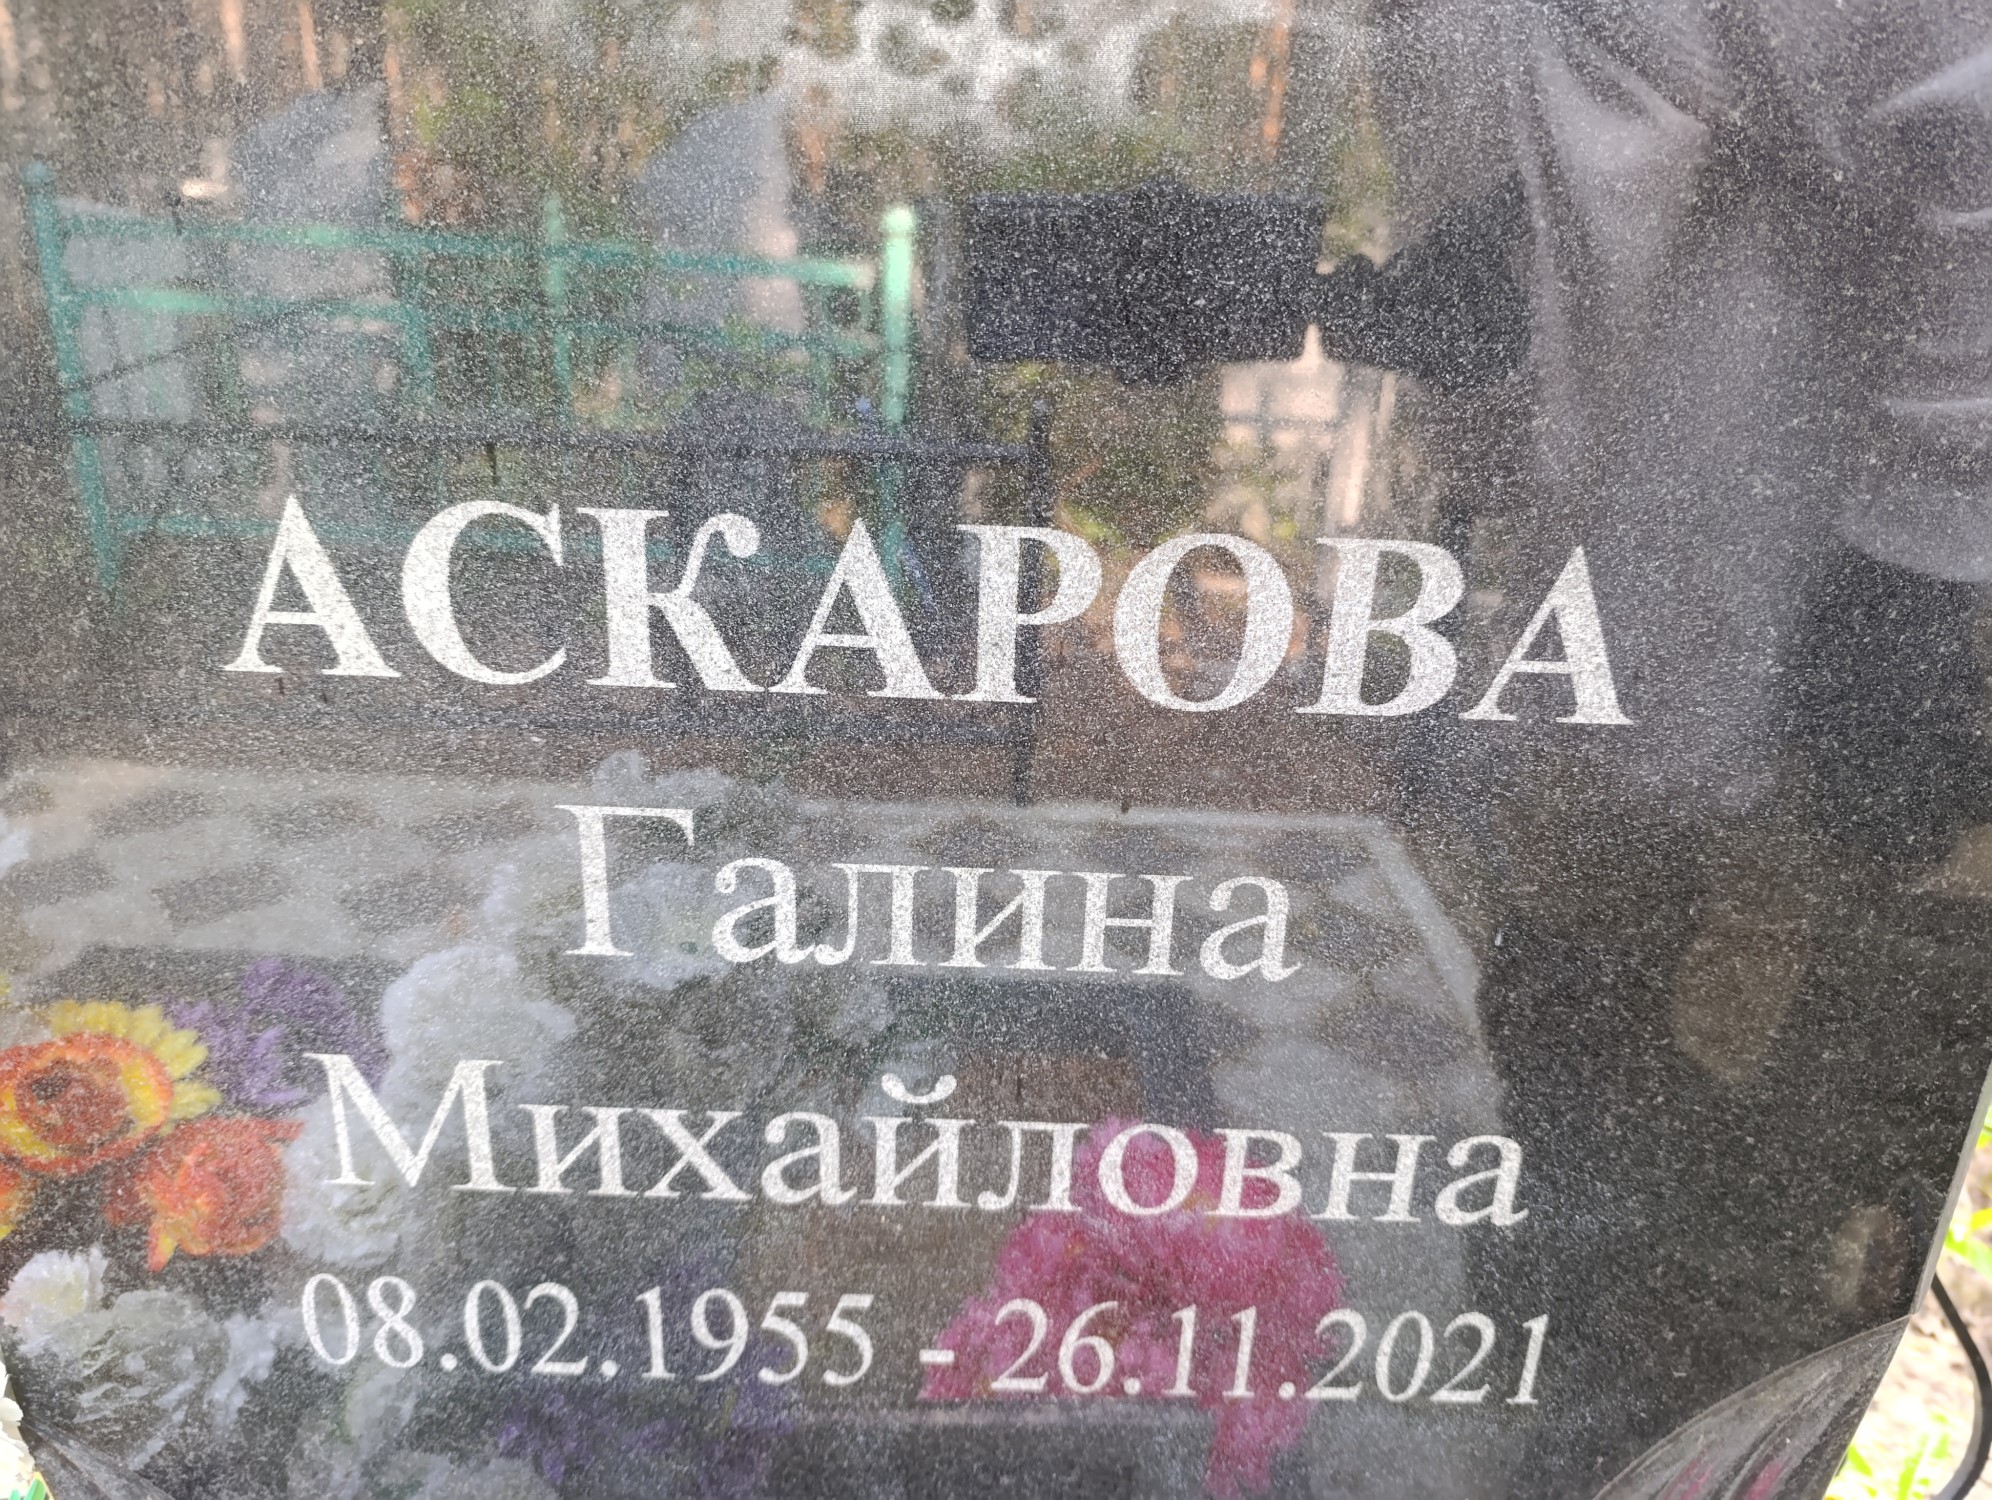 АСКАРОВА
Галина
Михайловна
08.02.1955 - 26.11.2021